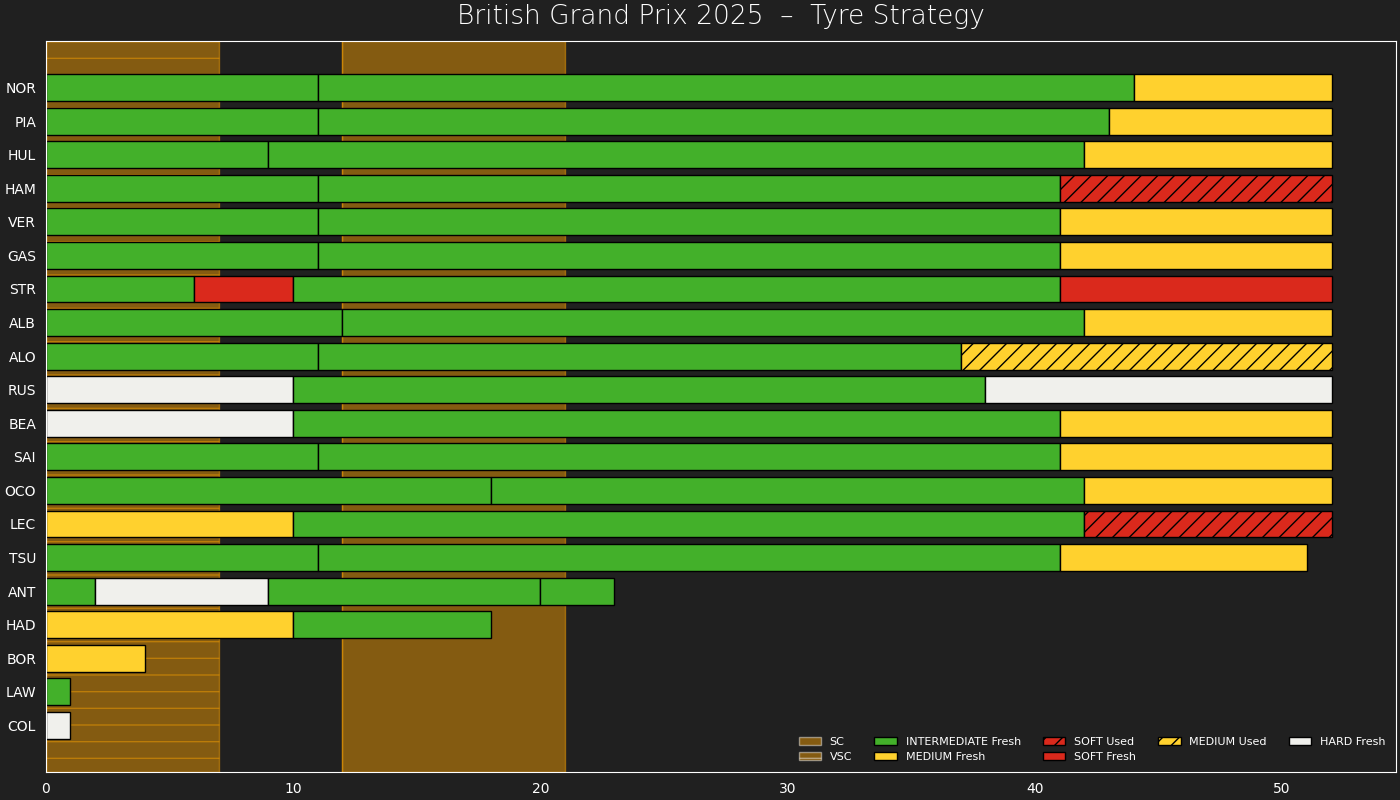 British Grand Prix 2025 – Tyre Strategy
NOR
PIA
HUL
HAM
VER
GAS
STR
ALB
ALO
RUS
BEA
SAI
OCO
LEC
TSU
ANT
HAD
BOR
LAW
COL
SC INTERMEDIATE Fresh SOFT Used MEDIUM Used HARD Fresh
VSC MEDIUM Fresh SOFT Fresh
0 10 20 30 40 50